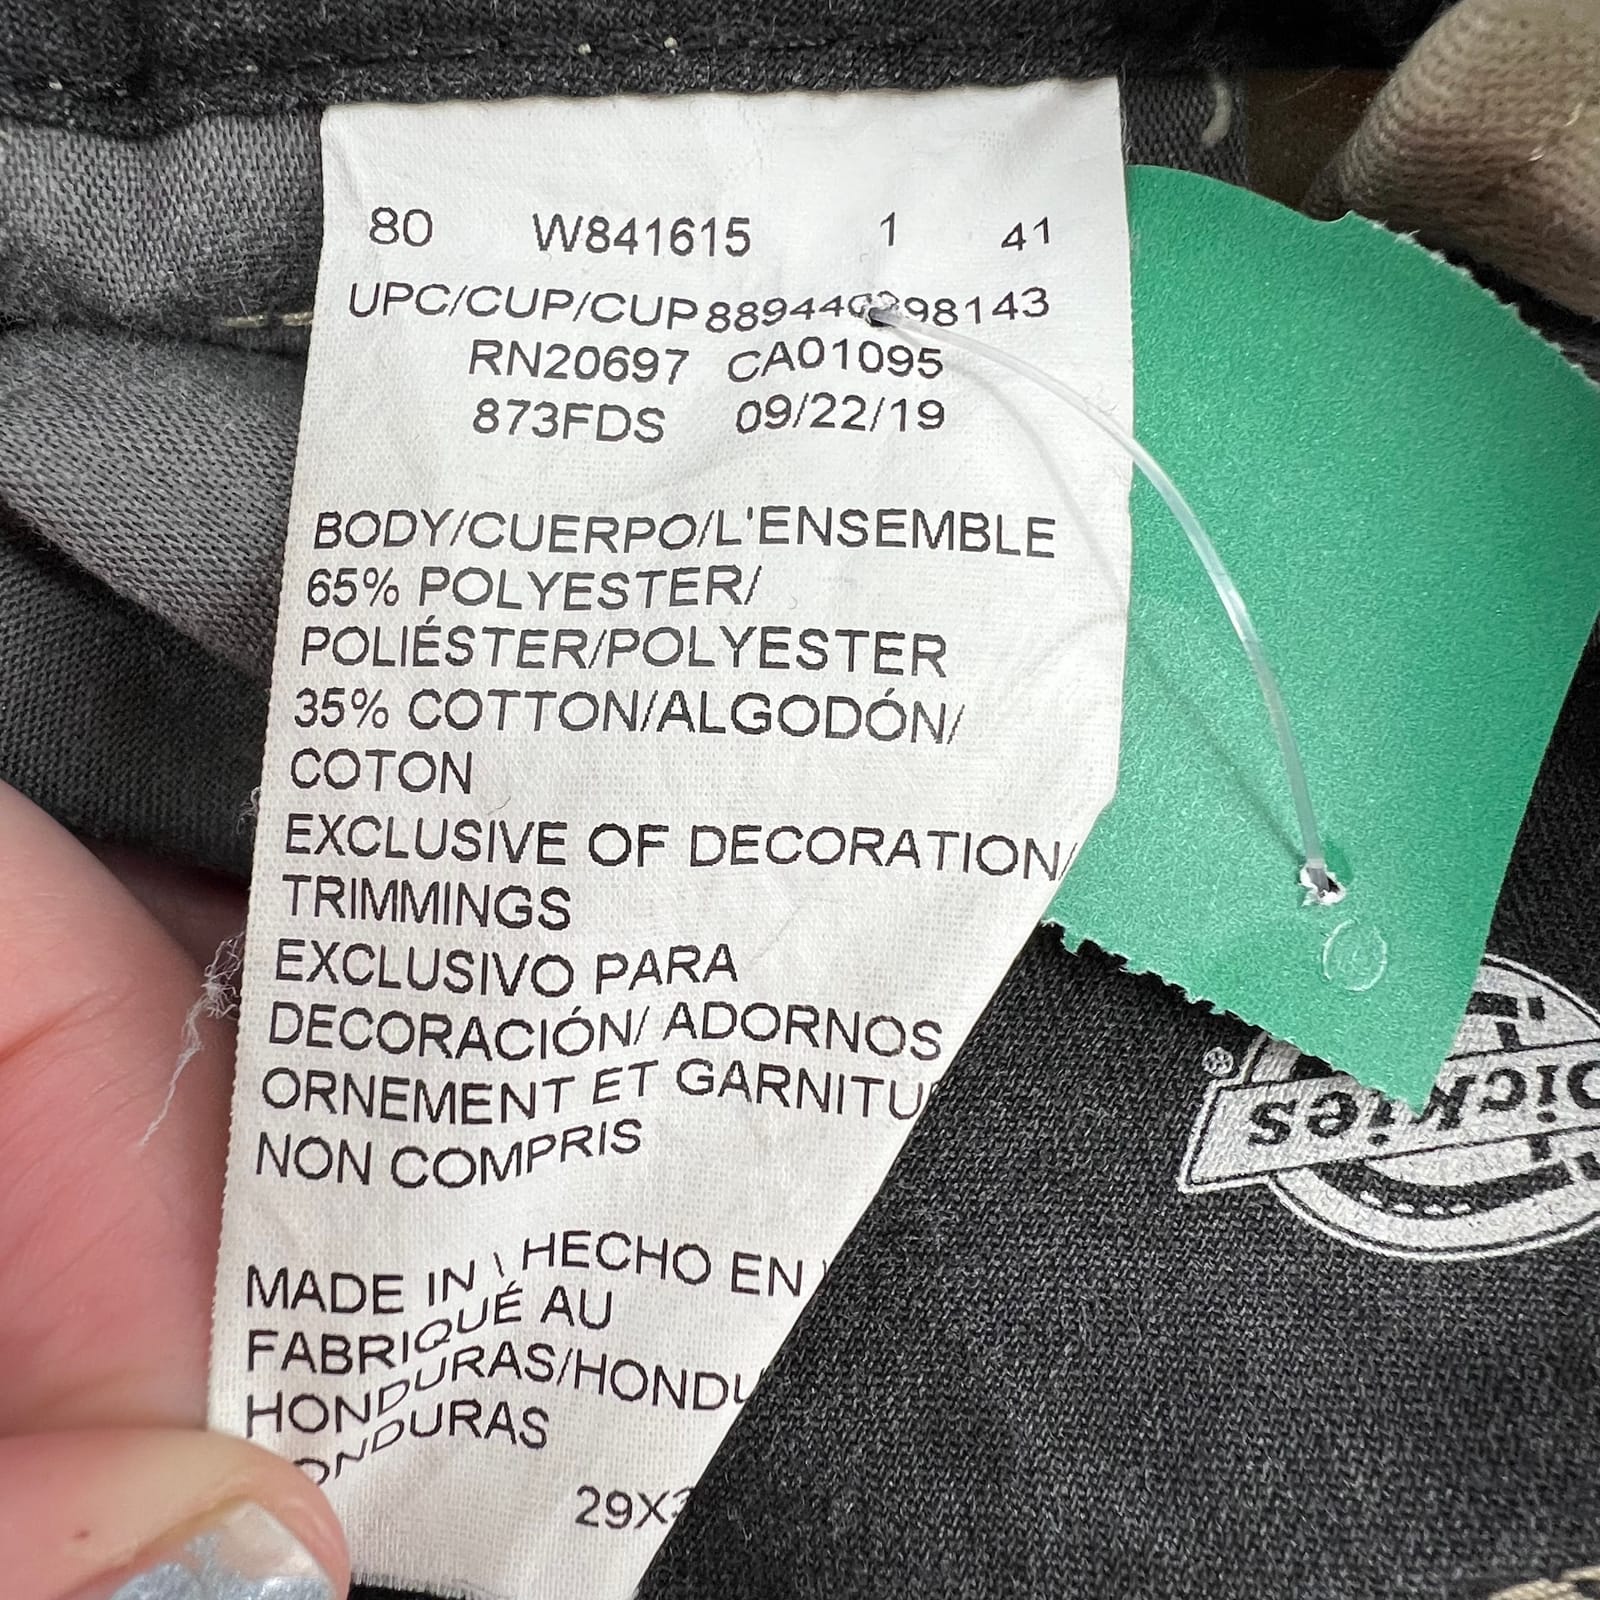 80 W841615 1 41
UPC/CUP/CUP
RN20697 CA01095
873FDS 09/22/19
BODY/CUERPO/L'ENSEMBLE
65% POLYESTER/
POLIÉSTER/POLYESTER
35% COTTON/ALGODÓN/
COTON
EXCLUSIVE OF DECORATION/
TRIMMINGS
EXCLUSIVO PARA
DECORACIÓN/ ADORNOS
ORNEMENT ET GARNITU
NON COMPRIS
MADE IN \ HECHO EN \
FABRIQUÉ AU
HONDURAS/HONDU
HONDURAS
Dickies
®